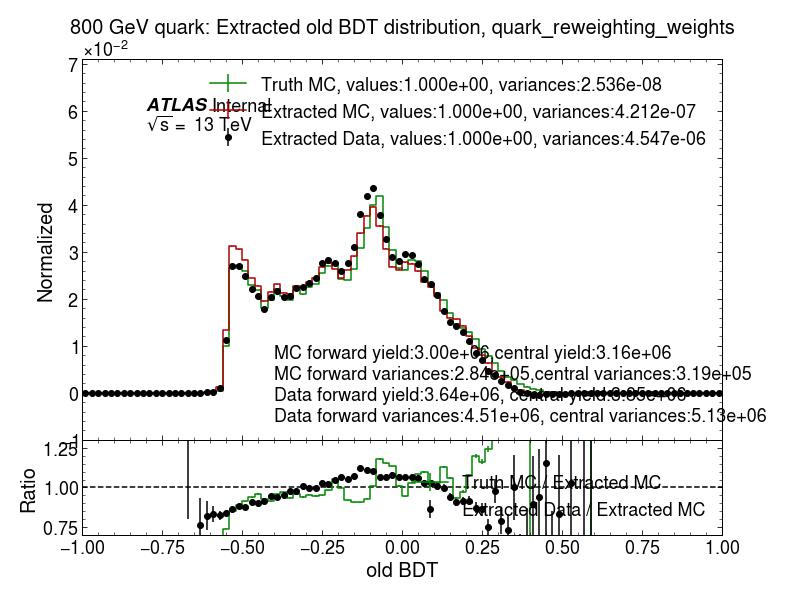 800 GeV quark: Extracted old BDT distribution, quark_reweighting_weights
×10⁻²
Truth MC, values:1.000e+00, variances:2.536e-08
Extracted MC, values:1.000e+00, variances:4.212e-07
Extracted Data, values:1.000e+00, variances:4.547e-06
ATLAS Internal
√s = 13 TeV
Normalized
7
6
5
4
3
2
1
0
1
MC forward yield:3.00e+06, central yield:3.16e+06
MC forward variances:2.84e+05,central variances:3.19e+05
Data forward yield:3.64e+06, central yield:
Data forward variances:4.51e+06, central variances:5.13e+06
Ratio
1.25
1.00
0.75
Truth MC / Extracted MC
Extracted Data / Extracted MC
−1.00 −0.75 −0.50 −0.25 0.00 0.25 0.50 0.75 1.00
old BDT